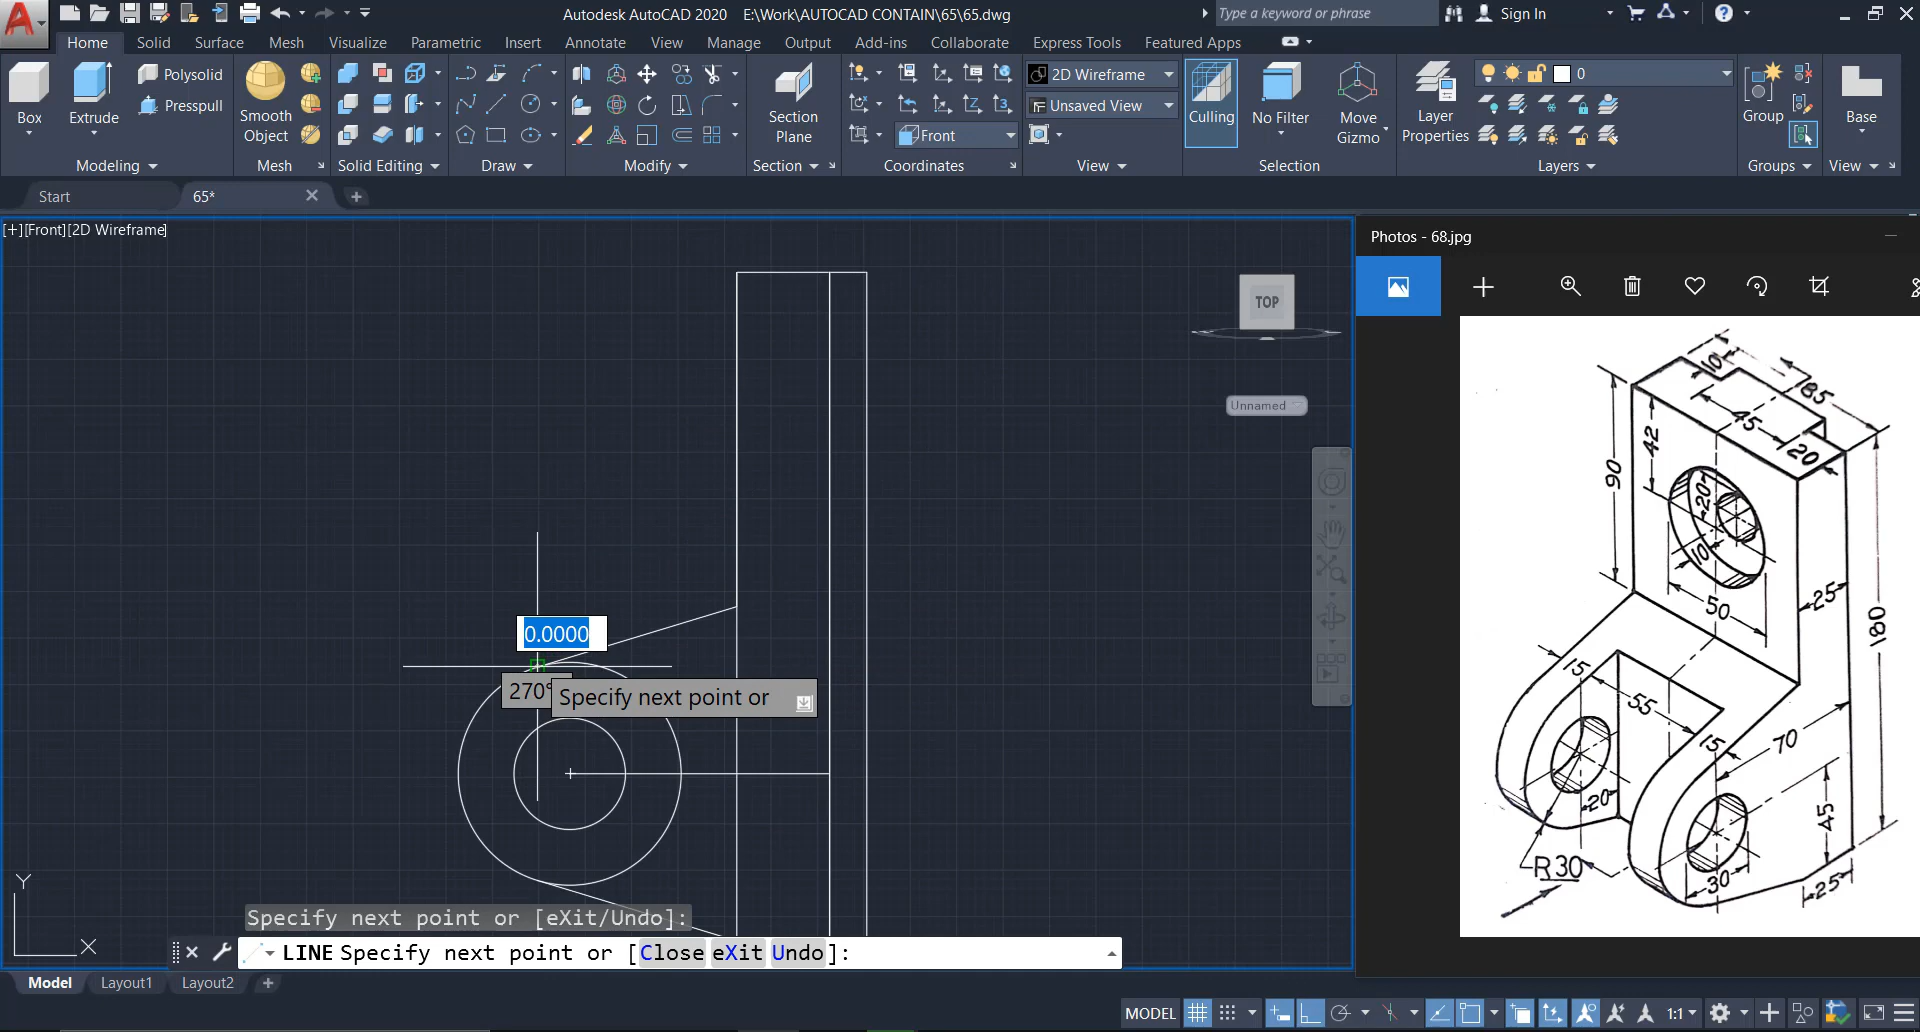 Autodesk AutoCAD 2020 E:\Work\AUTOCAD CONTAIN\65\65.dwg
Type a keyword or phrase
Sign In
Home Solid Surface Mesh Visualize Parametric Insert Annotate View Manage Output Add-ins Collaborate Express Tools Featured Apps
Box
Extrude
Polysolid
Presspull
Smooth
Object
Section
Plane
Front
2D Wireframe
Unsaved View
Culling
No Filter
Move
Gizmo
Layer
Properties
0
Group
Base
Modeling Mesh Solid Editing Draw Modify Section Coordinates View Selection Layers Groups View
Start
65*
[+][Front][2D Wireframe]
TOP
Unnamed
0.0000
270°
Specify next point or
Y
X
Specify next point or [eXit/Undo]:
LINE Specify next point or [Close eXit Undo]:
Model Layout1 Layout2
MODEL
1:1
Photos - 68.jpg
10
85
45
42
20
90
20
10
50
25
180
15
55
15
70
20
45
R30
30
25